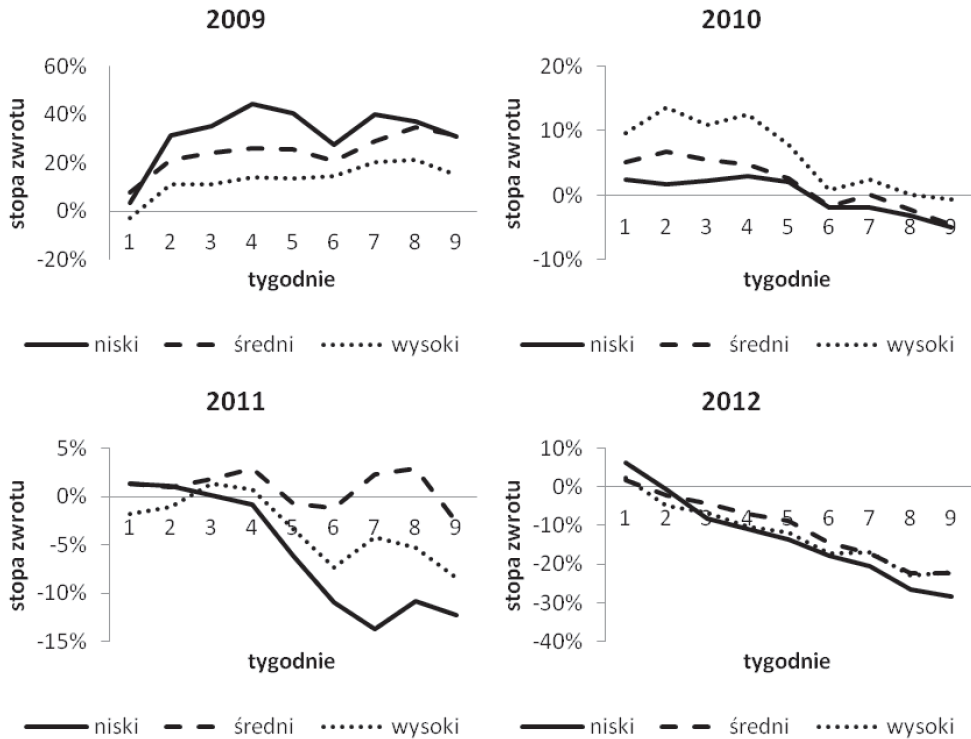 2009
60%
40%
20%
0%
-20%
stopa zwrotu
1 2 3 4 5 6 7 8 9
tygodnie
niski średni wysoki
2010
20%
10%
0%
-10%
stopa zwrotu
1 2 3 4 5 6 7 8 9
tygodnie
niski średni wysoki
2011
5%
0%
-5%
-10%
-15%
stopa zwrotu
1 2 3 4 5 6 7 8 9
tygodnie
niski średni wysoki
2012
10%
0%
-10%
-20%
-30%
-40%
stopa zwrotu
1 2 3 4 5 6 7 8 9
tygodnie
niski średni wysoki